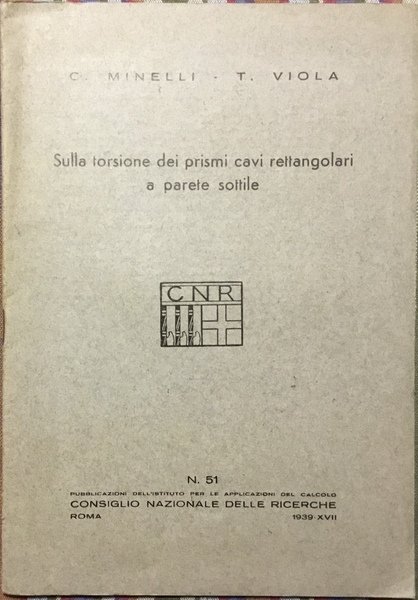 C. MINELLI - T. VIOLA
Sulla torsione dei prismi cavi rettangolari
a parete sottile
CNR
N. 51
PUBBLICAZIONI DELL'ISTITUTO PER LE APPLICAZIONI DEL CALCOLO
CONSIGLIO NAZIONALE DELLE RICERCHE
ROMA 1939-XVII